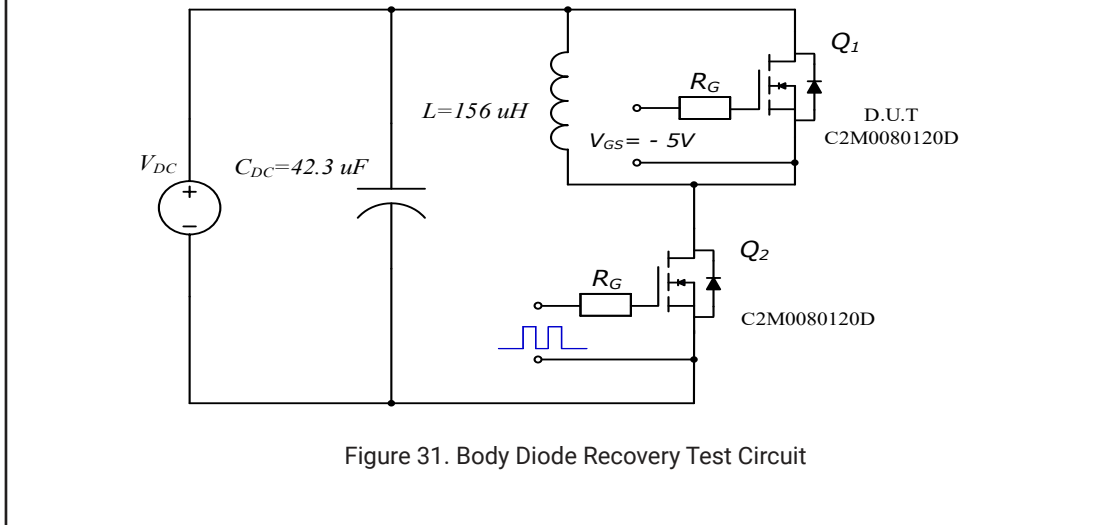 Q1
RG
L=156 uH
D.U.T
C2M0080120D
VGS= - 5V
VDC
CDC=42.3 uF
+
−
Q2
RG
C2M0080120D
Figure 31. Body Diode Recovery Test Circuit